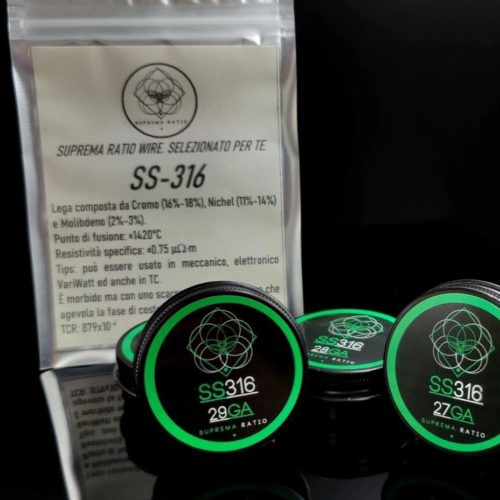 SUPREMA RATIO
SUPREMA RATIO WIRE. SELEZIONATO PER TE.
SS-316
Lega composta da Cromo (16%-18%), Nichel (11%-14%)
e Molibdeno (2%-3%).
Punto di fusione: ±1420°C
Resistività specifica: ±0.75 µΩ·m
Tips: può essere usato in meccanico, elettronico
VariWatt ed anche in TC.
È morbido ma con uno che
agevola la fase di
TCR: 879x10⁻⁶
SS316
29GA
SUPREMA RATIO
SS316
28GA
SUPREMA RATIO
SS316
27GA
SUPREMA RATIO